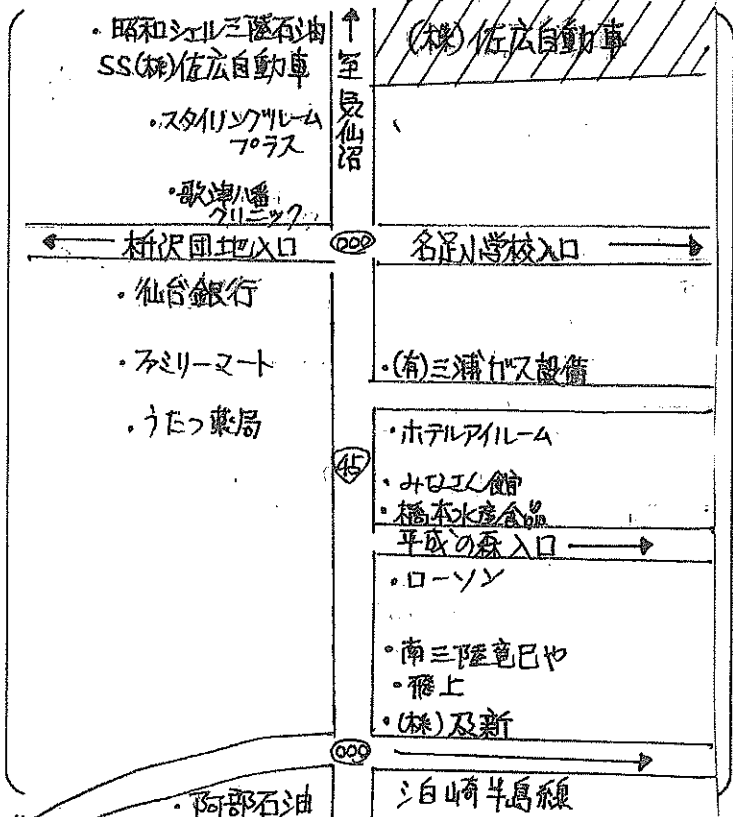 ・昭和シェル三陸石油
SS(株)佐広自動車
至気仙沼
(株)佐広自動車
・スタイリングルーム
プラス
・歌津八番
クリニック
桝沢団地入口
名足小学校入口
・仙台銀行
・ファミリーマート
・うたつ薬局
・(有)三浦ガス設備
・ホテルアイルーム
45
・みなさん館
・橋本水産食品
平成の森入口
・ローソン
・南三陸竜巳や
・(株)及新
・阿部石油
泊崎半島線